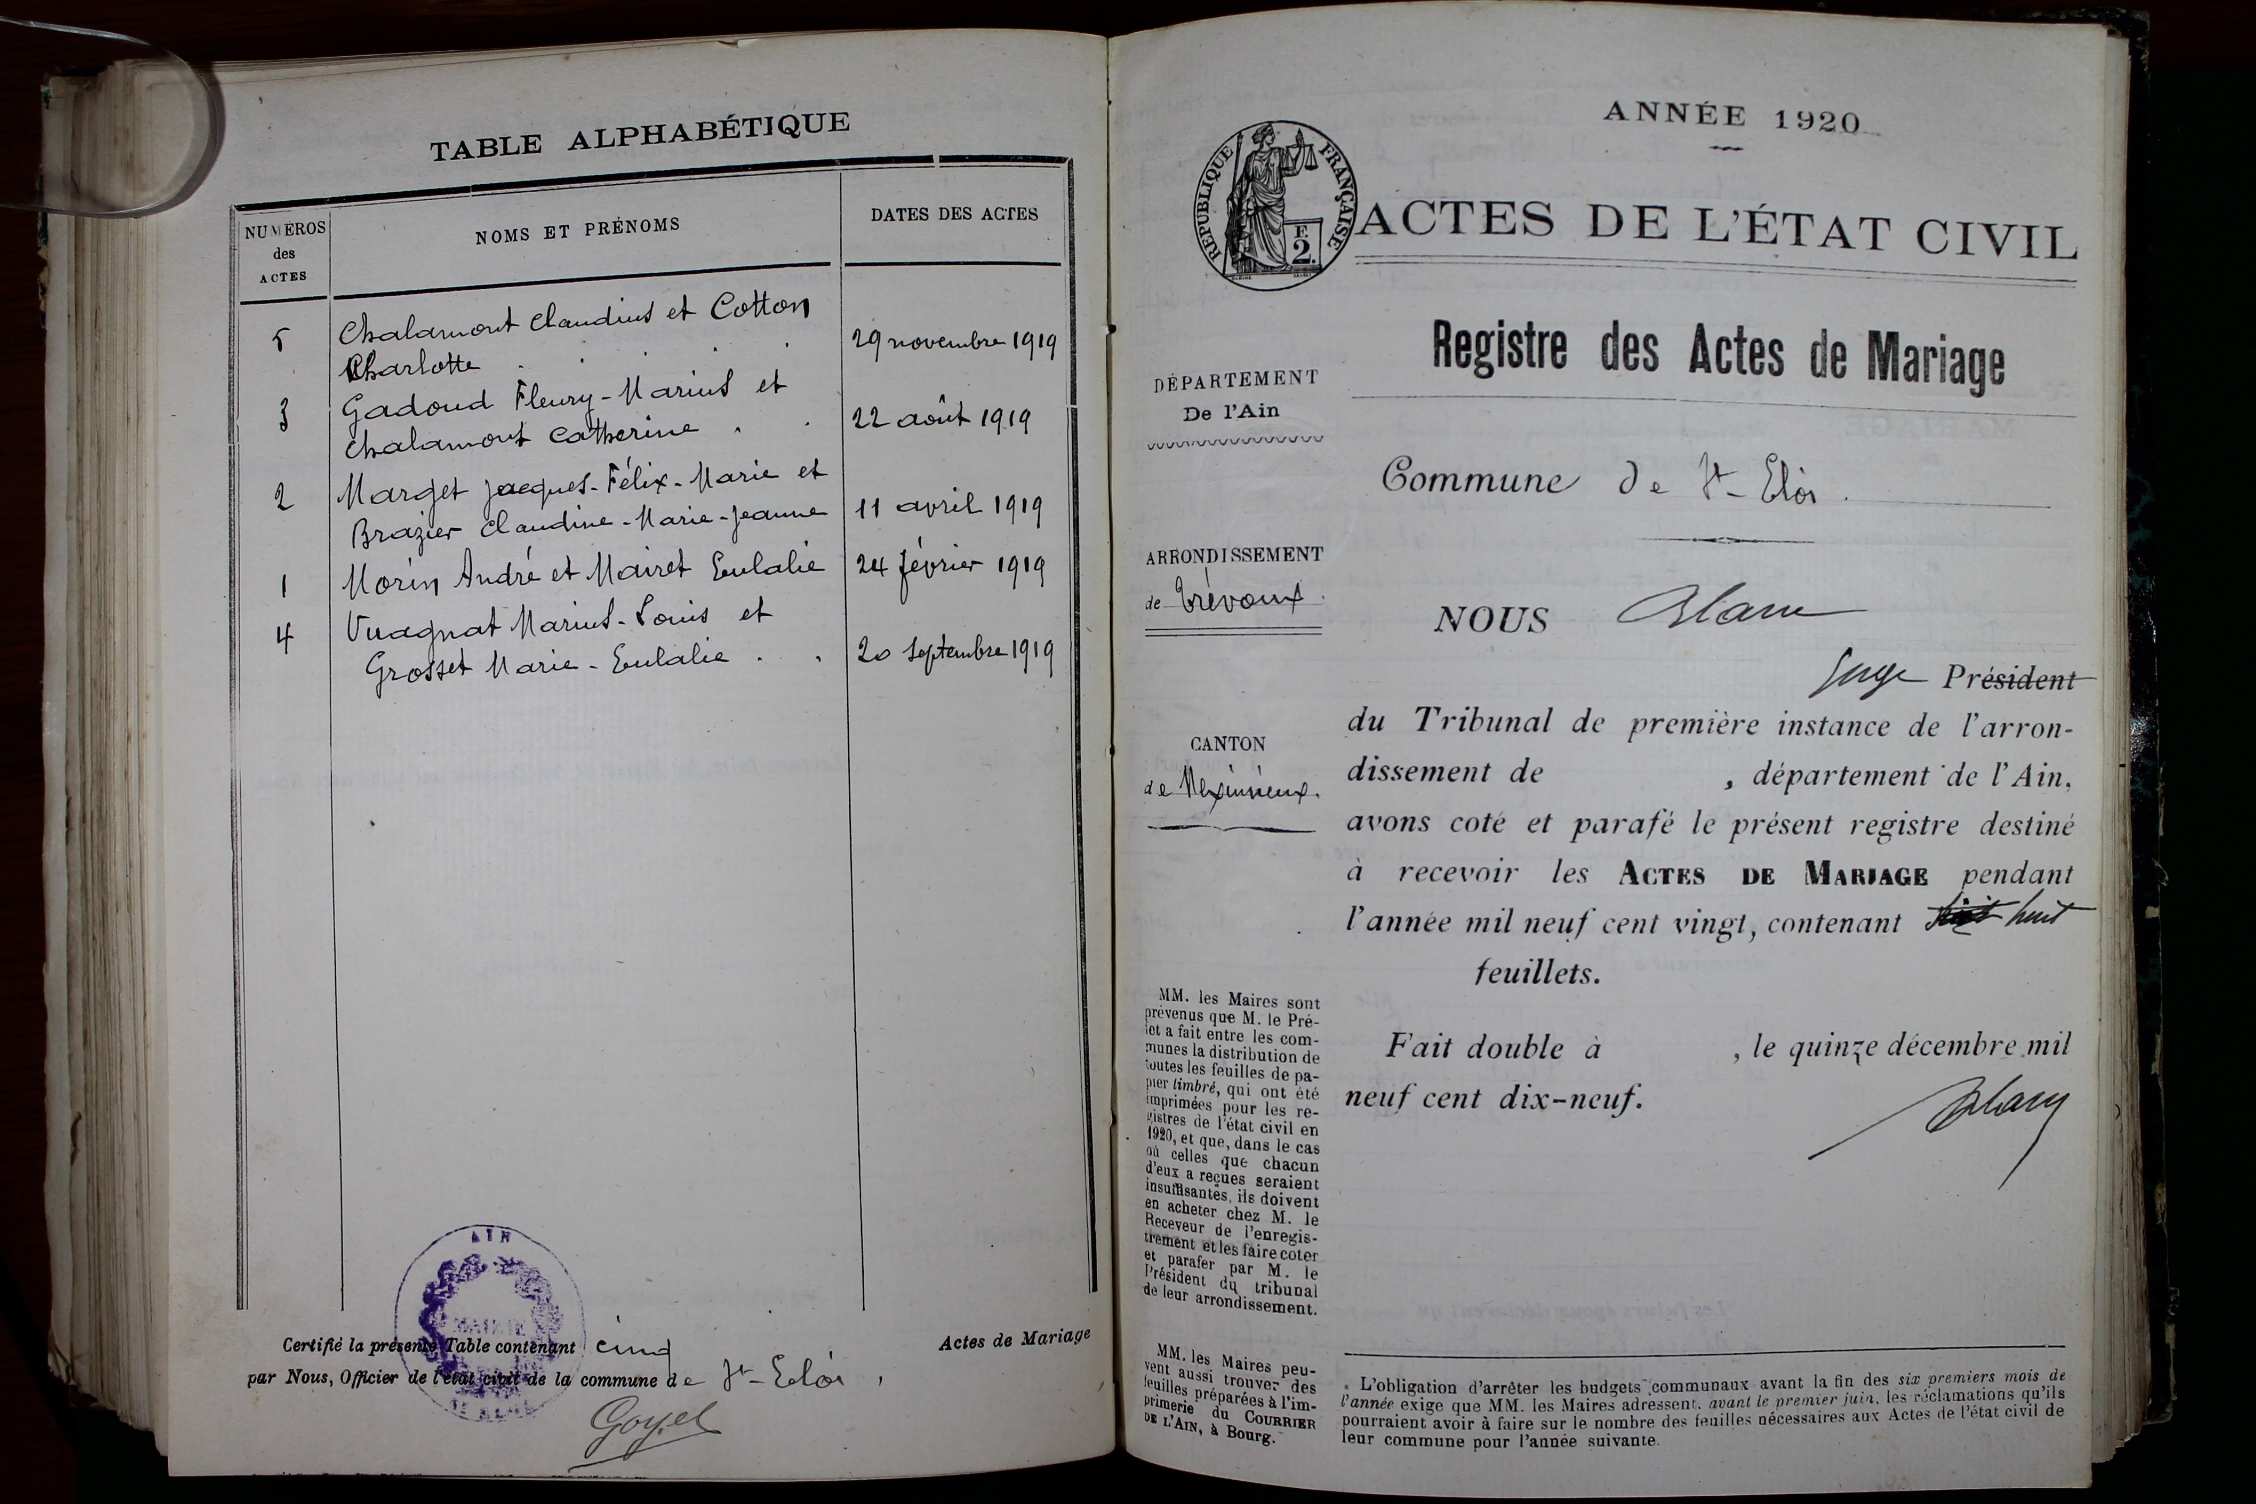 TABLE ALPHABÉTIQUE
NUMÉROS
des
ACTES
NOMS ET PRÉNOMS
DATES DES ACTES
5 Chalamont Claudius et Cotton
Charlotte . . . . 29 novembre 1919
3 Gadoud Fleury-Marius et
Chalamont Catherine . . 22 août 1919
2 Marget Jacques-Félix-Marie et
Brazier Claudine-Marie-Jeanne 11 avril 1919
1 Morin André et Mairet Eulalie 24 février 1919
4 Vuagnat Marius-Louis et
Grosset Marie-Eulalie . . 20 septembre 1919
AIN
MAIRIE
Certifié la présente Table contenant cinq Actes de Mariage
par Nous, Officier de l'état civil de la commune de St-Eloi,
Goyet
ANNÉE 1920
RÉPUBLIQUE FRANÇAISE
F
2.
ACTES DE L'ÉTAT CIVIL
Registre des Actes de Mariage
DÉPARTEMENT
De l'Ain
Commune de St-Eloi.
ARRONDISSEMENT
de Trévoux.
CANTON
de Meximieux.
NOUS Blanc
Juge Président
du Tribunal de première instance de l'arron-
dissement de , département de l'Ain,
avons coté et parafé le présent registre destiné
à recevoir les ACTES DE MARIAGE pendant
l'année mil neuf cent vingt, contenant huit
feuillets.
Fait double à , le quinze décembre mil
neuf cent dix-neuf.
Blanc
MM. les Maires sont
prévenus que M. le Pré-
fet a fait entre les com-
munes la distribution de
toutes les feuilles de pa-
pier timbré, qui ont été
imprimées pour les re-
gistres de l'état civil en
1920, et que, dans le cas
où celles que chacun
d'eux a reçues seraient
insuffisantes, ils doivent
en acheter chez M. le
Receveur de l'enregis-
trement et les faire coter
et parafer par M. le
Président du tribunal
de leur arrondissement.
MM. les Maires peu-
vent aussi trouver des
feuilles préparées à l'im-
primerie du COURRIER
DE L'AIN, à Bourg.
L'obligation d'arrêter les budgets communaux avant la fin des six premiers mois de
l'année exige que MM. les Maires adressent, avant le premier juin, les réclamations qu'ils
pourraient avoir à faire sur le nombre des feuilles nécessaires aux Actes de l'état civil de
leur commune pour l'année suivante.